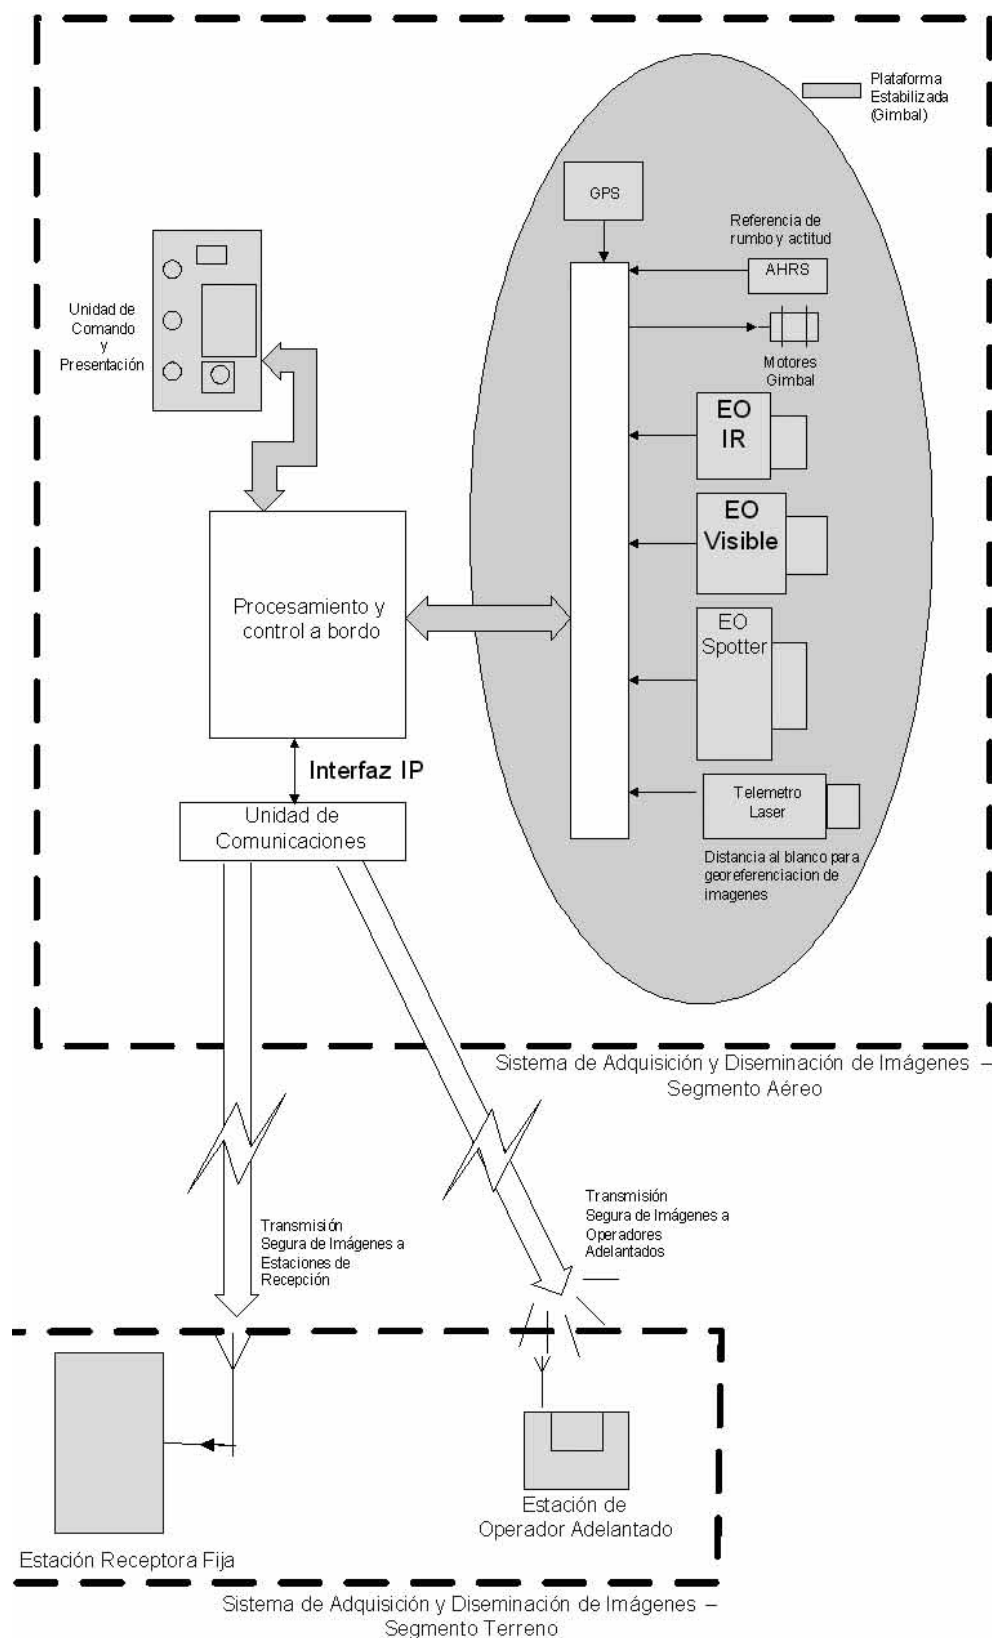 Plataforma
Estabilizada
(Gimbal)
GPS
Referencia de
rumbo y actitud
AHRS
Motores
Gimbal
Unidad de
Comando
y
Presentación
EO
IR
EO
Visible
EO
Spotter
Procesamiento y
control a bordo
Interfaz IP
Unidad de
Comunicaciones
Telemetro
Laser
Distancia al blanco para
georeferenciacion de
imagenes
Sistema de Adquisición y Diseminación de Imágenes –
Segmento Aéreo
Transmisión
Segura de Imágenes a
Estaciones de
Recepción
Transmisión
Segura de Imágenes a
Operadores
Adelantados
Estación Receptora Fija
Estación de
Operador Adelantado
Sistema de Adquisición y Diseminación de Imágenes –
Segmento Terreno